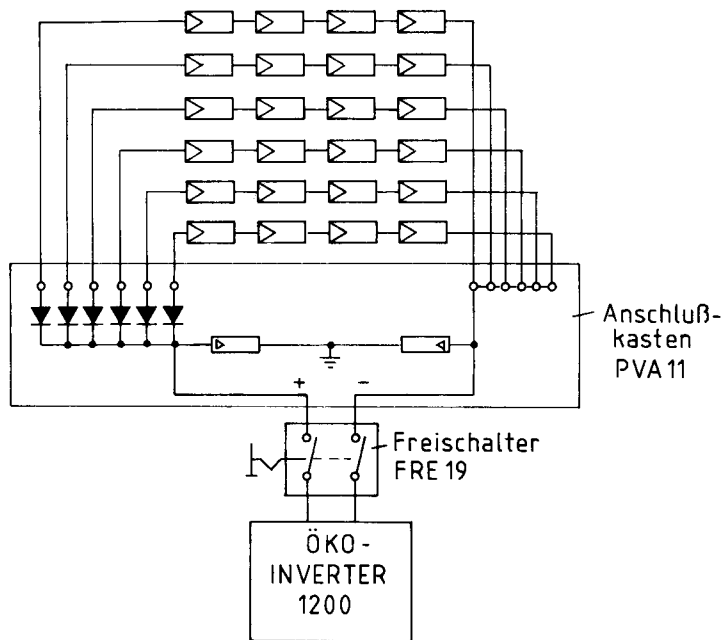 Anschluß-
kasten
PVA 11
+
-
Freischalter
FRE 19
ÖKO-
INVERTER
1200